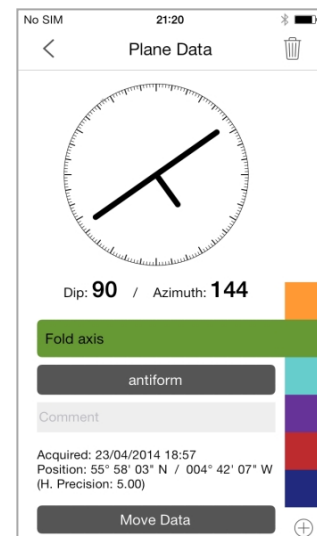 No SIM 21:20
Plane Data
Dip: 90 / Azimuth: 144
Fold axis
antiform
Comment
Acquired: 23/04/2014 18:57
Position: 55° 58' 03" N / 004° 42' 07" W
(H. Precision: 5.00)
Move Data